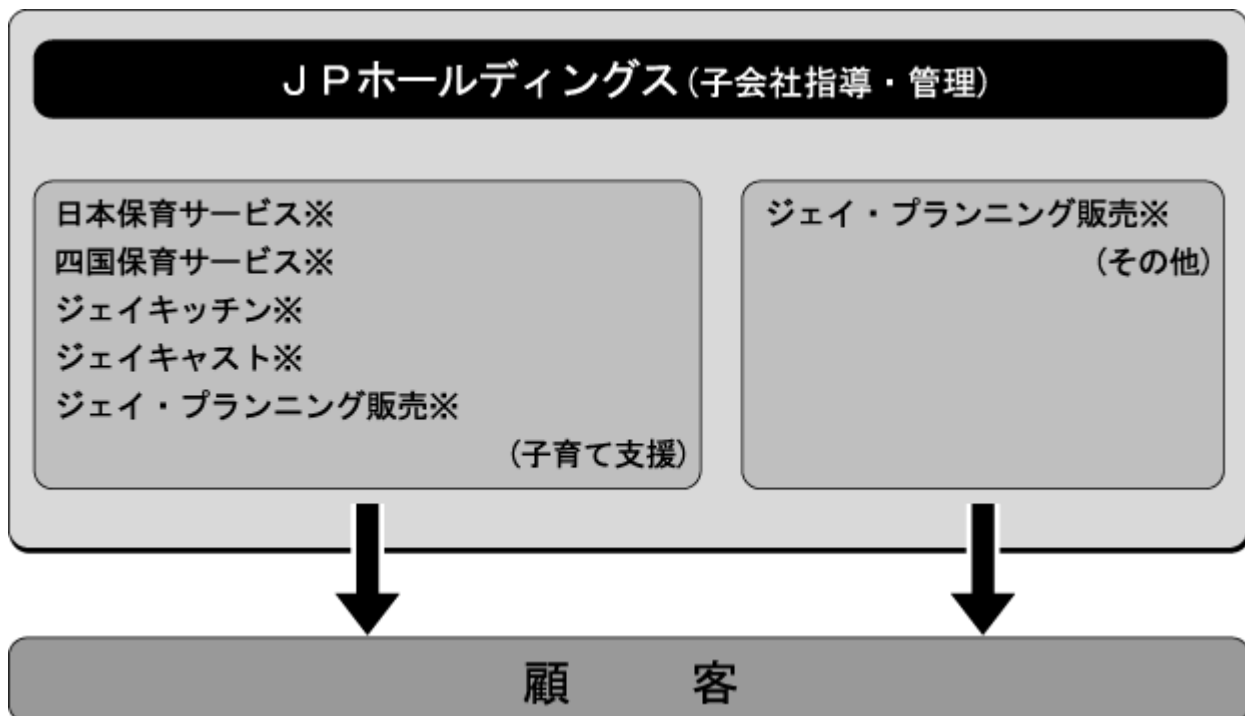 ＪＰホールディングス(子会社指導・管理)
日本保育サービス※
四国保育サービス※
ジェイキッチン※
ジェイキャスト※
ジェイ・プランニング販売※
(子育て支援)
ジェイ・プランニング販売※
(その他)
顧　　客